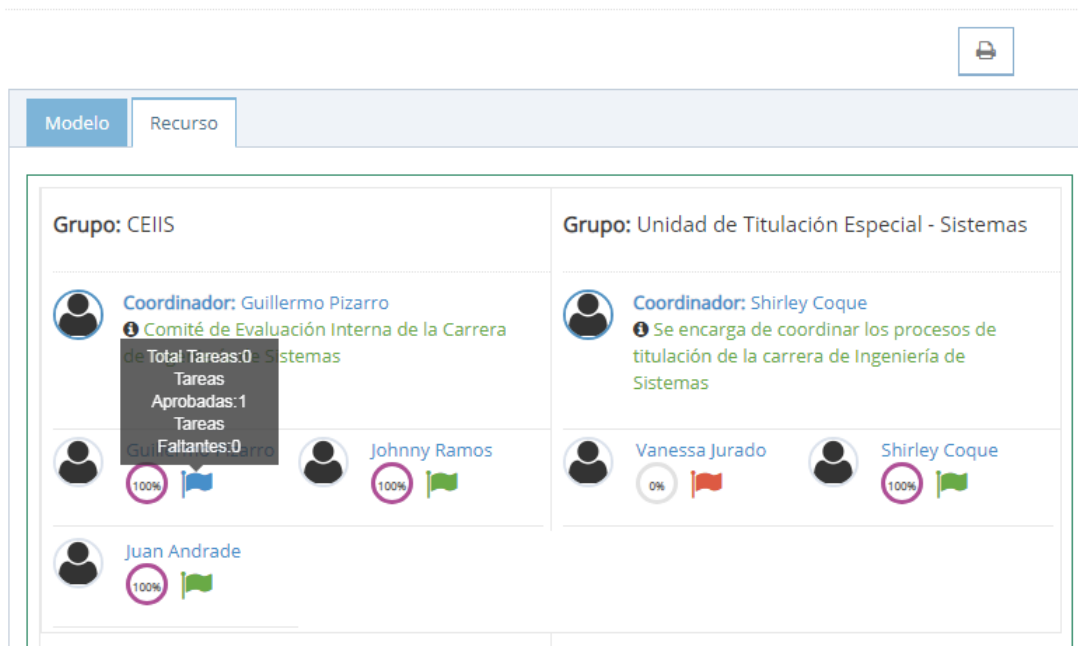 Modelo
Recurso
Grupo: CEIIS
Grupo: Unidad de Titulación Especial - Sistemas
Coordinador: Guillermo Pizarro
Comité de Evaluación Interna de la Carrera
de Sistemas
Coordinador: Shirley Coque
Se encarga de coordinar los procesos de
titulación de la carrera de Ingeniería de
Sistemas
Total Tareas:0
Tareas
Aprobadas:1
Tareas
Faltantes:0
Guillermo Pizarro
100%
Johnny Ramos
100%
Vanessa Jurado
0%
Shirley Coque
100%
Juan Andrade
100%